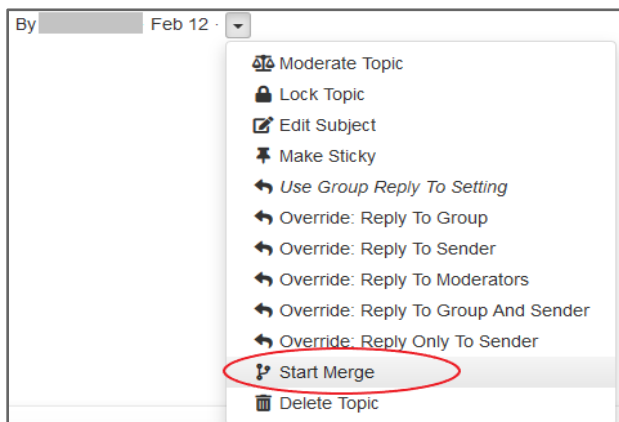 By Feb 12 ·
Moderate Topic
Lock Topic
Edit Subject
Make Sticky
Use Group Reply To Setting
Override: Reply To Group
Override: Reply To Sender
Override: Reply To Moderators
Override: Reply To Group And Sender
Override: Reply Only To Sender
Start Merge
Delete Topic